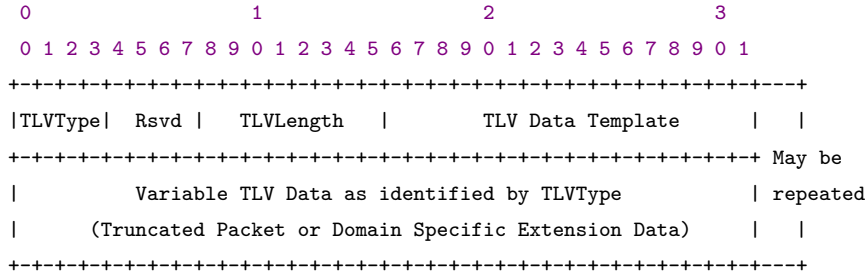 0                   1                   2                   3
0 1 2 3 4 5 6 7 8 9 0 1 2 3 4 5 6 7 8 9 0 1 2 3 4 5 6 7 8 9 0 1
+-+-+-+-+-+-+-+-+-+-+-+-+-+-+-+-+-+-+-+-+-+-+-+-+-+-+-+-+-+-+-+-+---+
|TLVType|  Rsvd |   TLVLength   |        TLV Data Template      |   |
+-+-+-+-+-+-+-+-+-+-+-+-+-+-+-+-+-+-+-+-+-+-+-+-+-+-+-+-+-+-+-+-+ May be
|          Variable TLV Data as identified by TLVType           | repeated
|      (Truncated Packet or Domain Specific Extension Data)     |   |
+-+-+-+-+-+-+-+-+-+-+-+-+-+-+-+-+-+-+-+-+-+-+-+-+-+-+-+-+-+-+-+-+---+